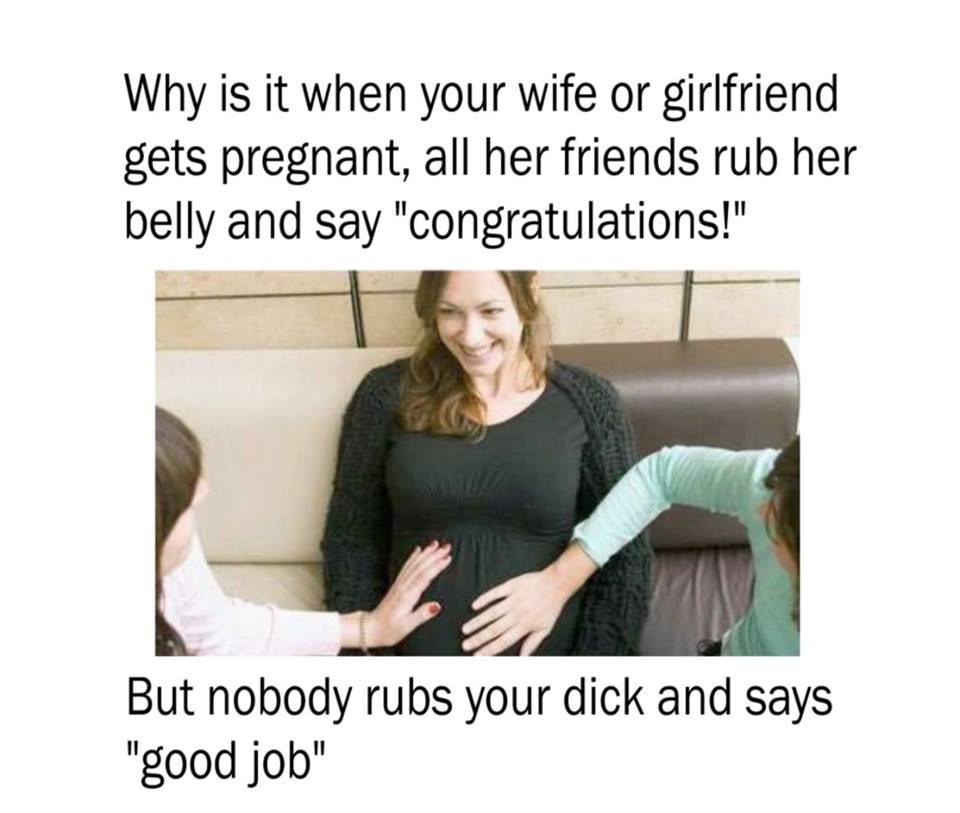 Why is it when your wife or girlfriend
gets pregnant, all her friends rub her
belly and say "congratulations!"
But nobody rubs your dick and says
"good job"